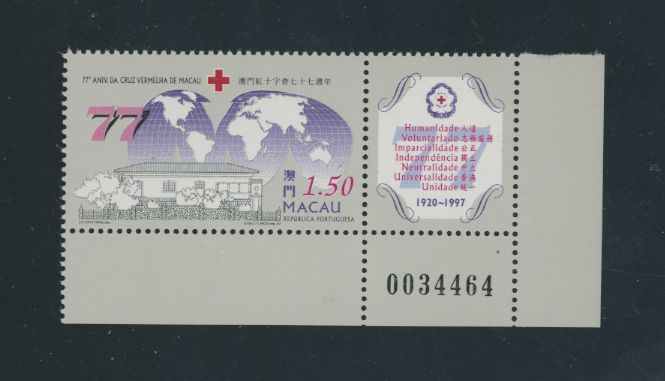 77º ANIV. DA CRUZ VERMELHA DE MACAU
澳門紅十字會七十七週年
77
澳門
1.50
MACAU
REPÚBLICA PORTUGUESA
77
Humanidade 人道
Voluntariado 志願服務
Imparcialidade 公正
Independência 獨立
Neutralidade 中立
Universalidade 普遍
Unidade 統一
1920~1997
0034464